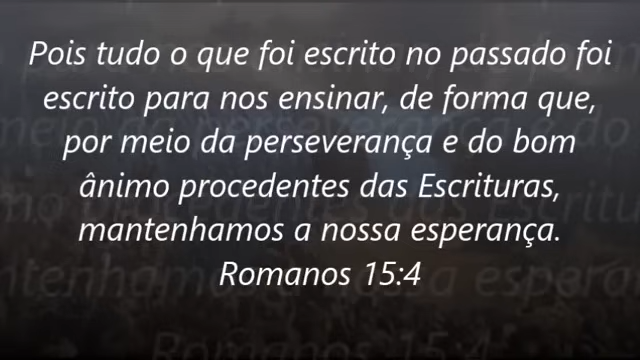 Pois tudo o que foi escrito no passado foi
escrito para nos ensinar, de forma que,
por meio da perseverança e do bom
ânimo procedentes das Escrituras,
mantenhamos a nossa esperança.
Romanos 15:4